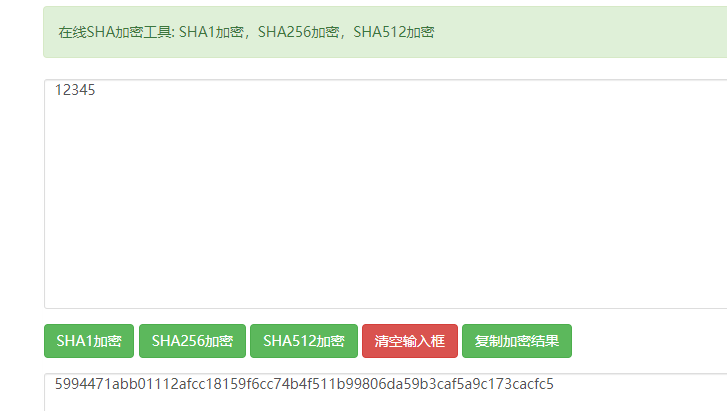 在线SHA加密工具: SHA1加密，SHA256加密，SHA512加密
12345
SHA1加密 SHA256加密 SHA512加密 清空输入框 复制加密结果
5994471abb01112afcc18159f6cc74b4f511b99806da59b3caf5a9c173cacfc5